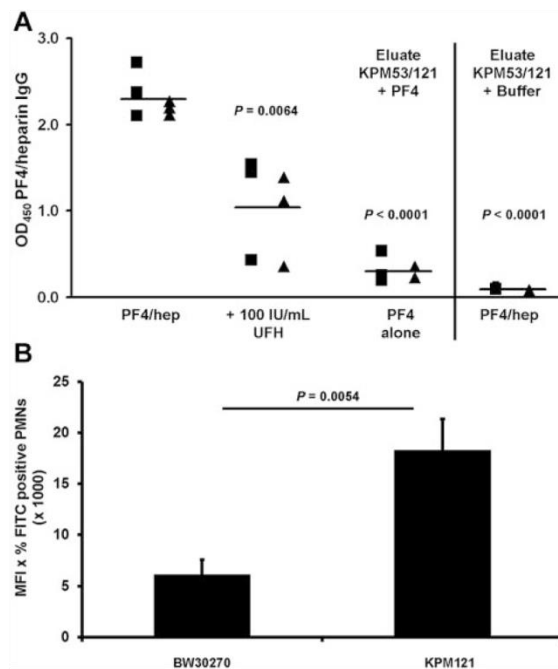 A
OD450 PF4/heparin IgG
3.0
2.0
1.0
0.0
P = 0.0064
Eluate
KPM53/121
+ PF4
P < 0.0001
Eluate
KPM53/121
+ Buffer
P < 0.0001
PF4/hep
+ 100 IU/mL
UFH
PF4
alone
PF4/hep
B
MFI x % FITC positive PMNs
(x 1000)
25
20
15
10
5
0
P = 0.0054
BW30270
KPM121